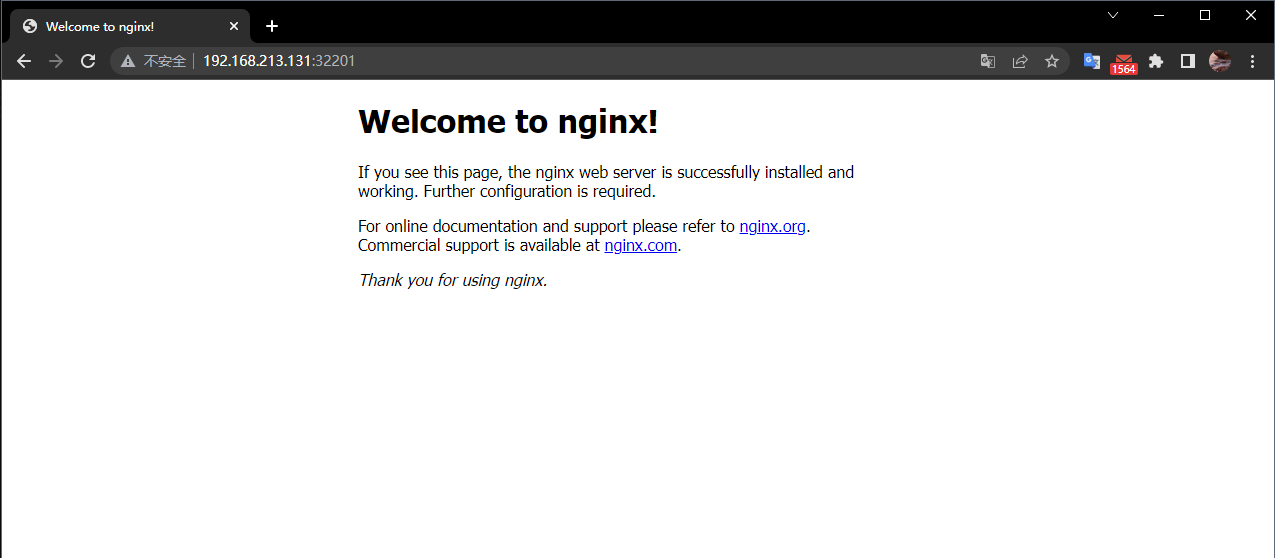 Welcome to nginx!
不安全 192.168.213.131:32201
1564
Welcome to nginx!
If you see this page, the nginx web server is successfully installed and
working. Further configuration is required.
For online documentation and support please refer to nginx.org.
Commercial support is available at nginx.com.
Thank you for using nginx.